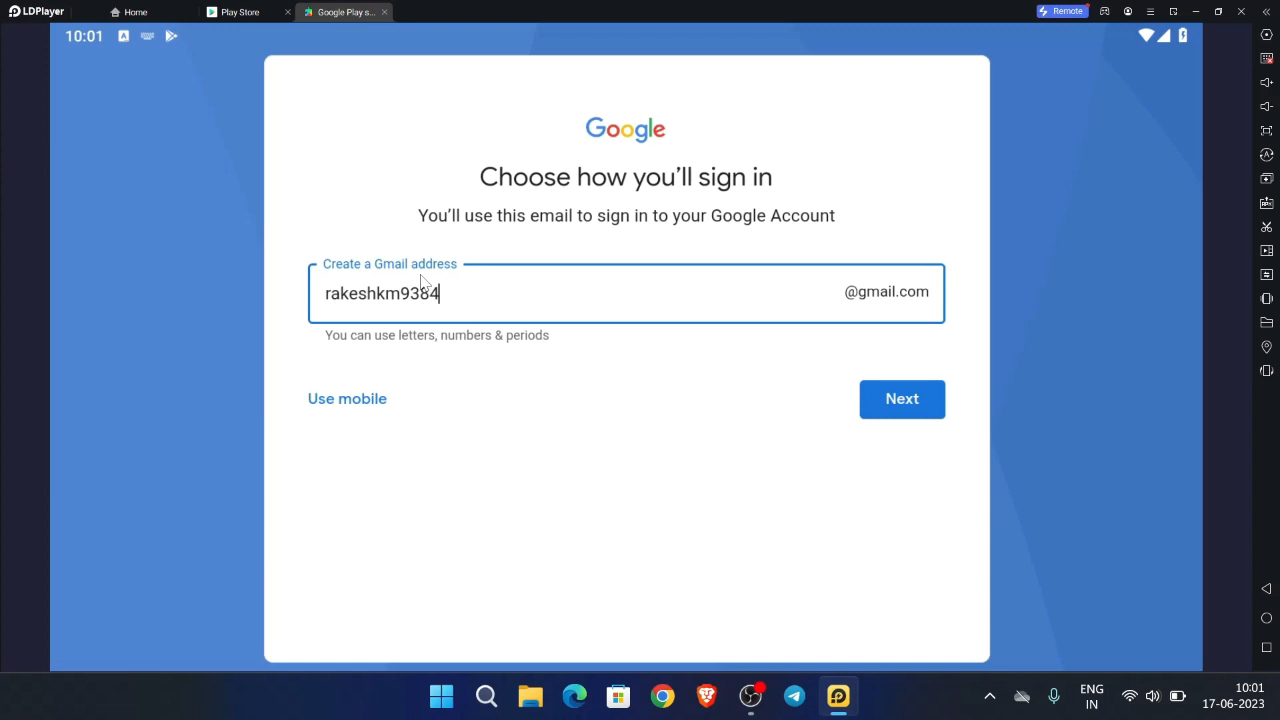 LDPlayer
Home
Play Store
Google Play s...
Remote
10:01
Google
Choose how you'll sign in
You'll use this email to sign in to your Google Account
Create a Gmail address
rakeshkm9384
@gmail.com
You can use letters, numbers & periods
Use mobile
Next
ENG
IN
10:01
17-06-2023